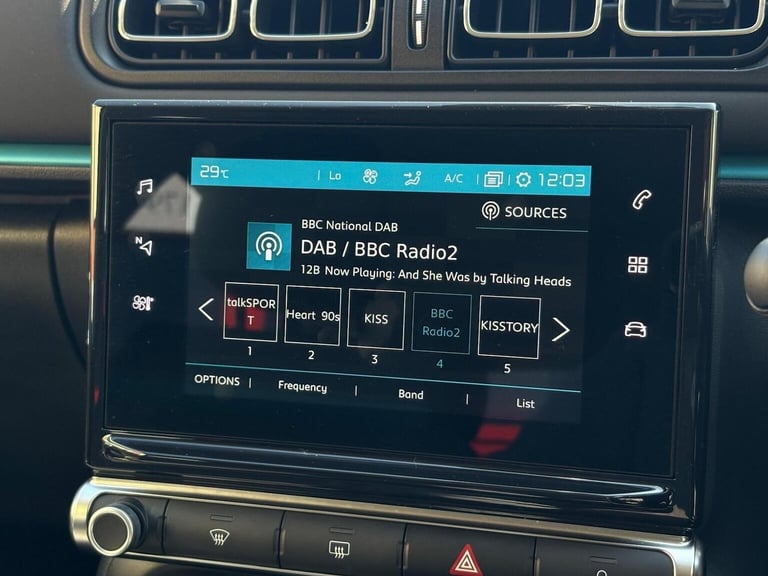 29°C
Lo
A/C
12:03
SOURCES
BBC National DAB
DAB / BBC Radio2
12B Now Playing: And She Was by Talking Heads
talkSPOR
T
Heart 90s
KISS
BBC
Radio2
KISSTORY
1
2
3
4
5
OPTIONS
Frequency
Band
List
N